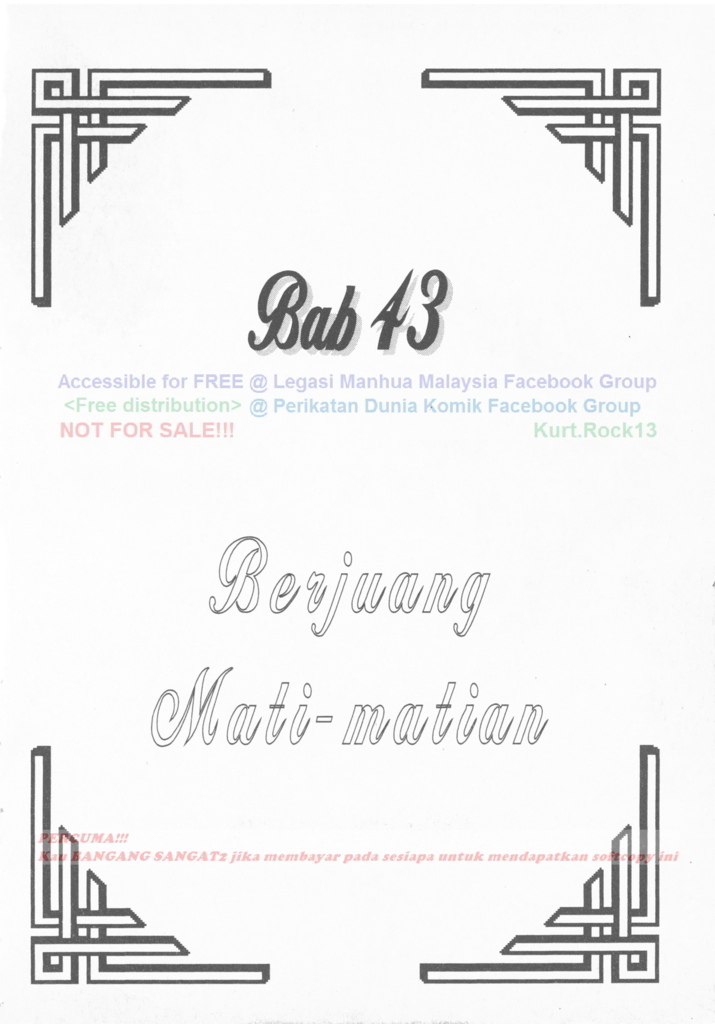 Bab 43
Accessible for FREE @ Legasi Manhua Malaysia Facebook Group
<Free distribution> @ Perikatan Dunia Komik Facebook Group
NOT FOR SALE!!! Kurt.Rock13
Berjuang
Mati-matian
PERCUMA!!!
Kau BANGANG SANGAT2 jika membayar pada sesiapa untuk mendapatkan softcopy ini